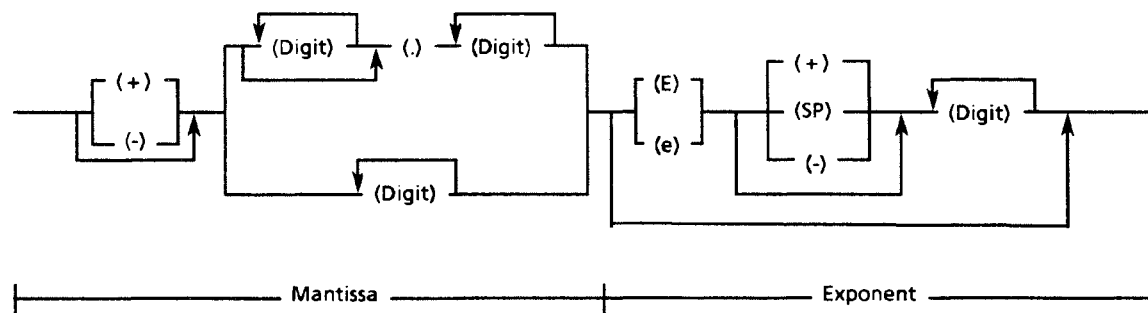 (Digit) (.) (Digit)
(+) (E) (+)
(SP) (Digit)
(-) (e) (-)
(Digit)
Mantissa Exponent